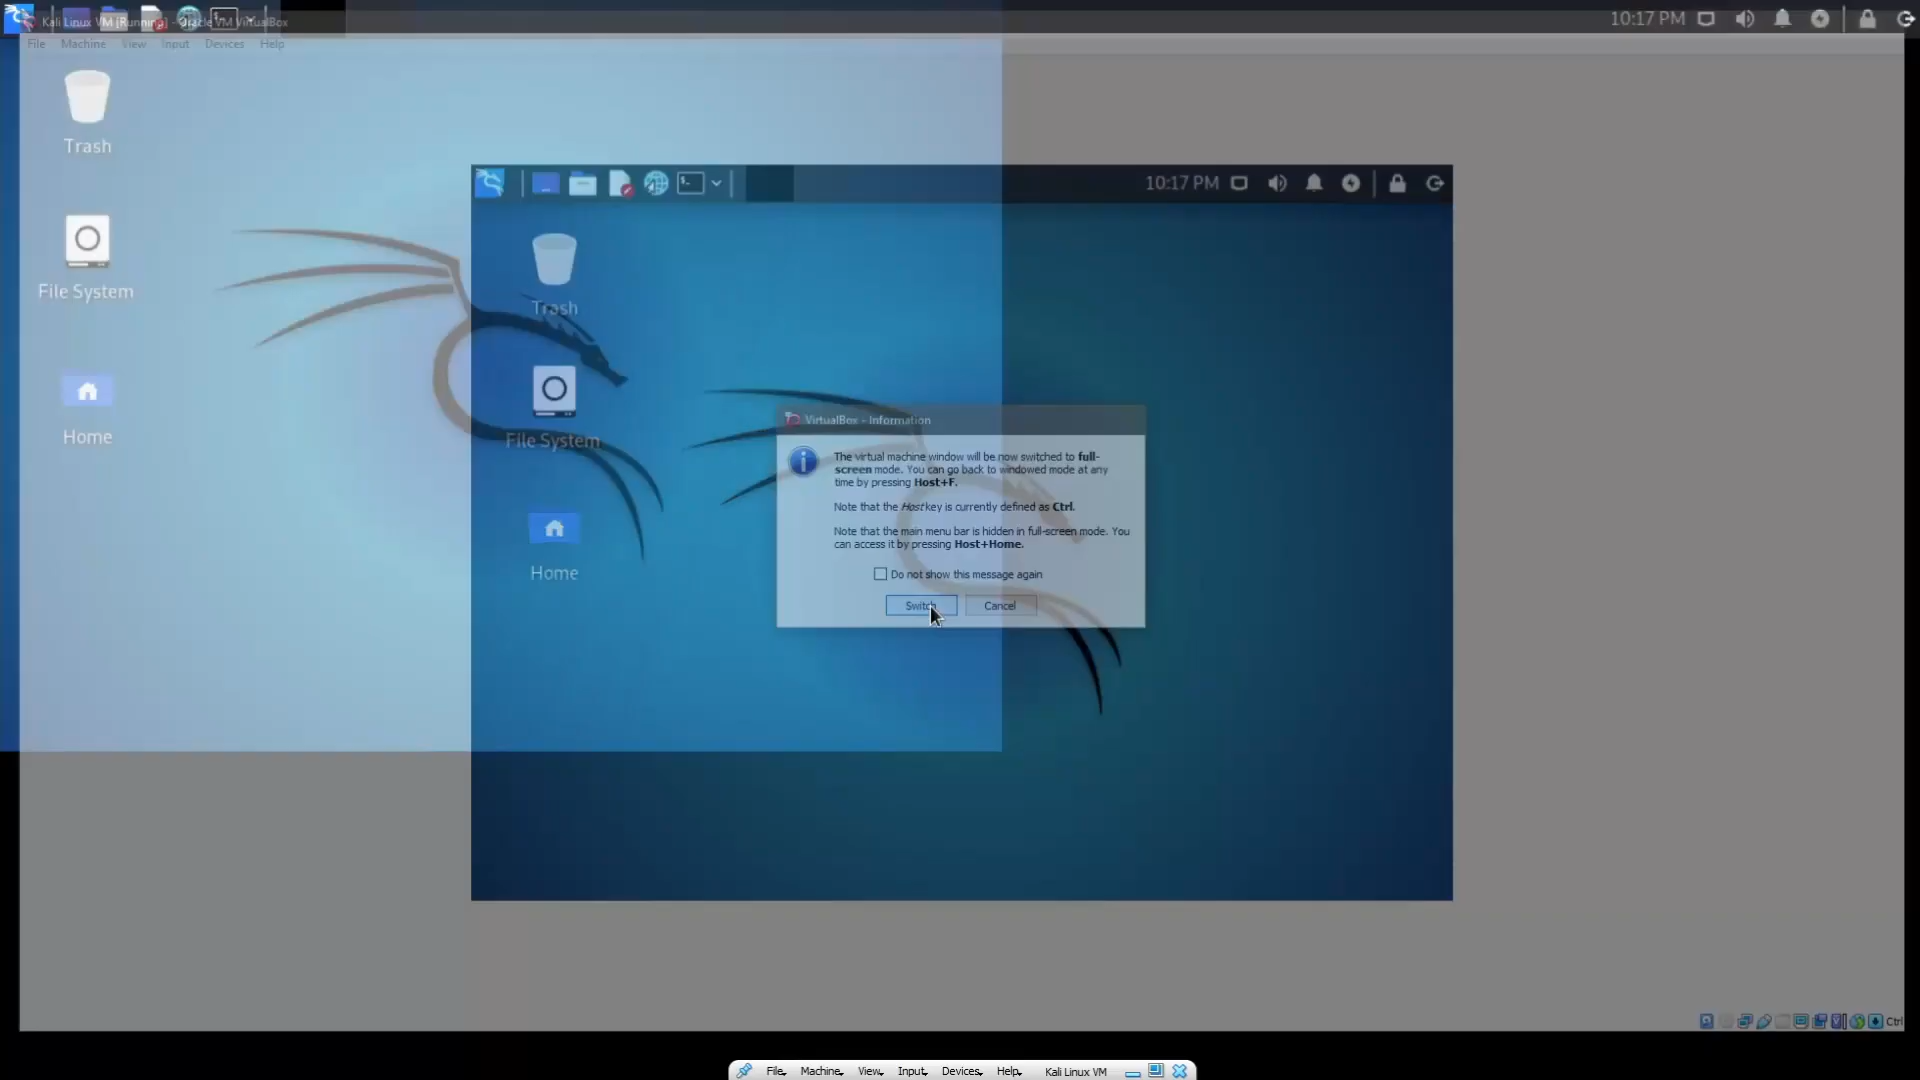 Kali Linux VM [Running] - Oracle VM VirtualBox
10:17 PM
File Machine View Input Devices Help
Trash
File System
Home
10:17 PM
Trash
File System
Home
VirtualBox - Information
The virtual machine window will be now switched to full-
screen mode. You can go back to windowed mode at any
time by pressing Host+F.
Note that the Host key is currently defined as Ctrl.
Note that the main menu bar is hidden in full-screen mode. You
can access it by pressing Host+Home.
Do not show this message again
Switch Cancel
Ctrl
File Machine View Input Devices Help Kali Linux VM